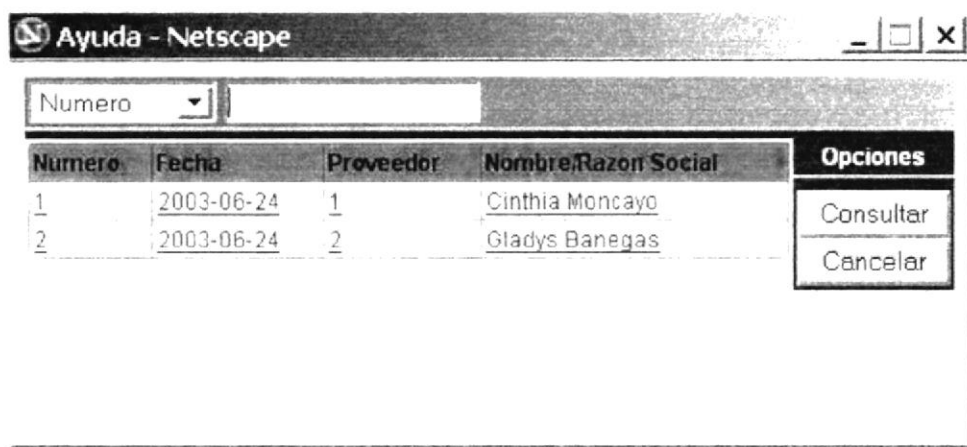 Ayuda - Netscape
Numero
Numero Fecha Proveedor Nombre/Razon Social Opciones
1 2003-06-24 1 Cinthia Moncayo Consultar
2 2003-06-24 2 Gladys Banegas Cancelar